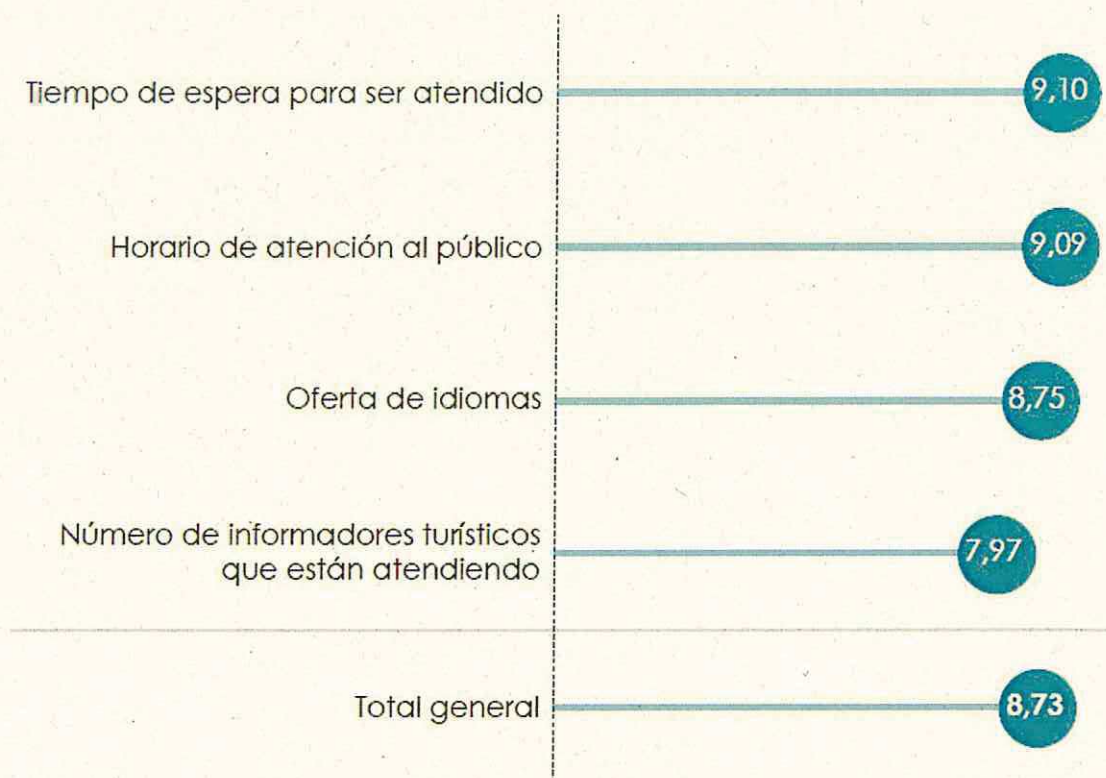 Tiempo de espera para ser atendido 9,10
Horario de atención al público 9,09
Oferta de idiomas 8,75
Número de informadores turísticos
que están atendiendo 7,97
Total general 8,73